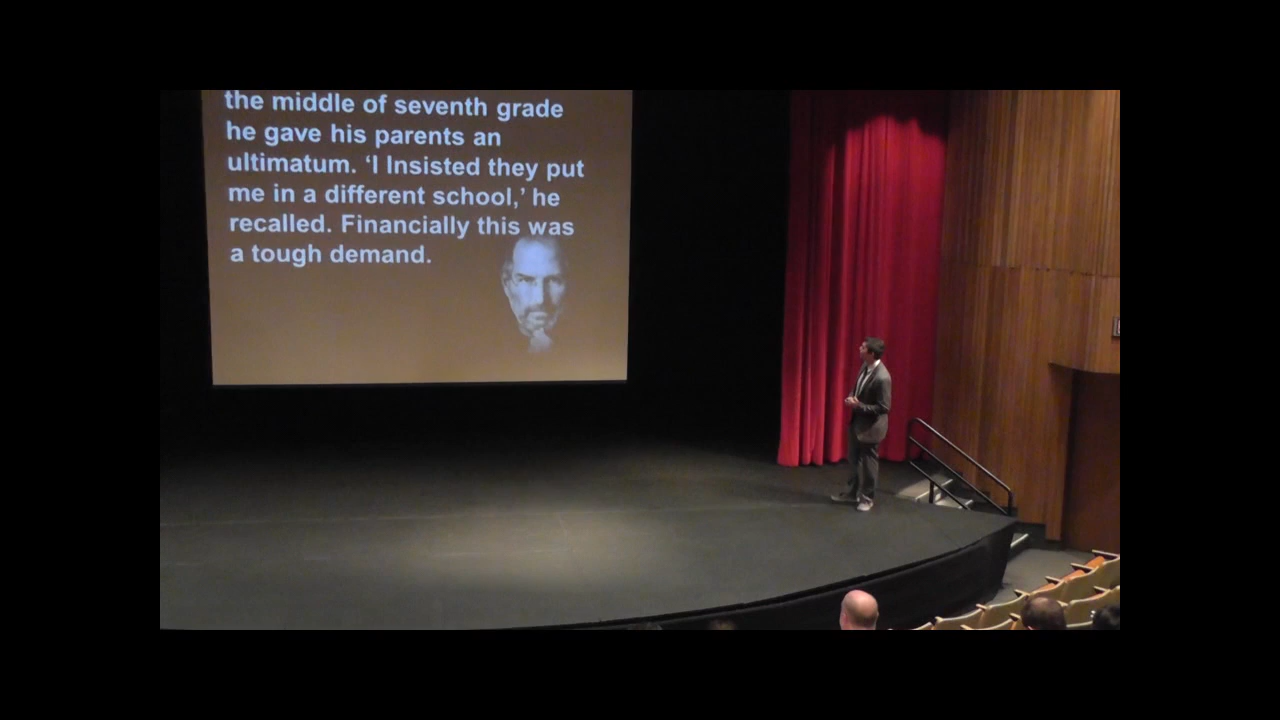 the middle of seventh grade
he gave his parents an
ultimatum. ‘I Insisted they put
me in a different school,’ he
recalled. Financially this was
a tough demand.